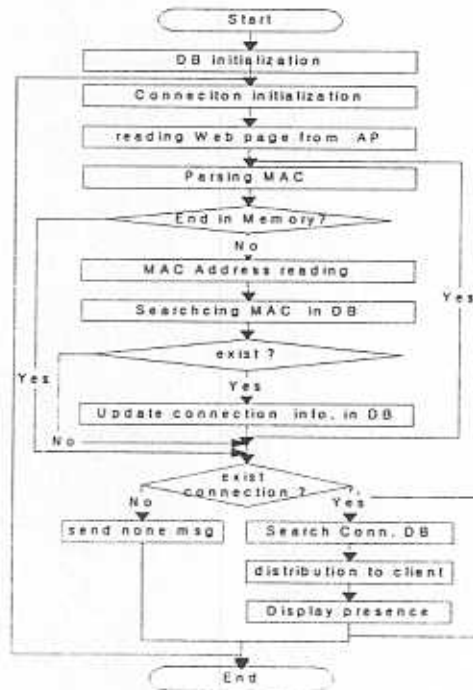 Start
DB initialization
Conneciton initialization
reading Web page from AP
Parsing MAC
End in Memory?
No
MAC Address reading
Yes
Searchcing MAC in DB
exist ?
Yes
Yes
Update connection info. in DB
No
exist
connection ?
No
Yes
send none msg
Search Conn. DB
distribution to client
Display presence
End